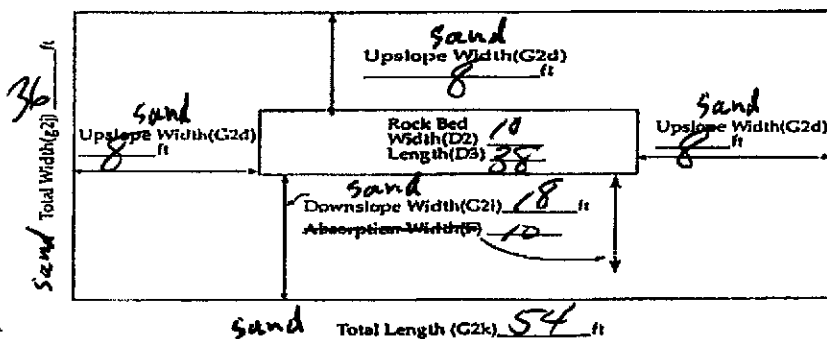 sand
Upslope Width(G2d)
8 ft
36 ft
Total Width(g2j)
sand
sand
Upslope Width(G2d)
8 ft
Rock Bed
Width(D2) 10
Length(D3) 38
sand
Upslope Width(G2d)
8 ft
sand
Downslope Width(G2i) 18 ft
Absorption Width(F) 10
sand Total Length (G2k) 54 ft